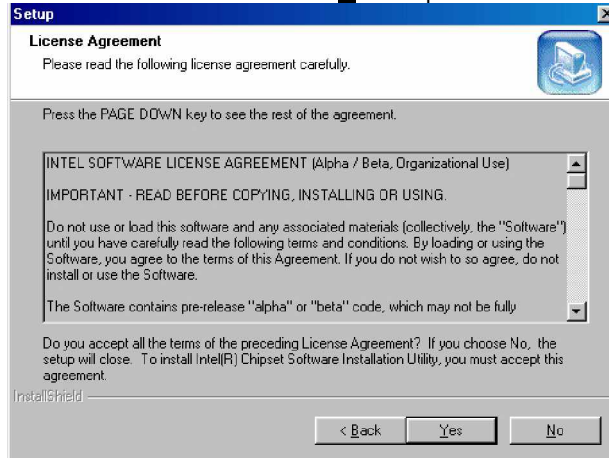 Setup
License Agreement
Please read the following license agreement carefully.
Press the PAGE DOWN key to see the rest of the agreement.
INTEL SOFTWARE LICENSE AGREEMENT (Alpha / Beta, Organizational Use)
IMPORTANT - READ BEFORE COPYING, INSTALLING OR USING.
Do not use or load this software and any associated materials (collectively, the "Software")
until you have carefully read the following terms and conditions. By loading or using the
Software, you agree to the terms of this Agreement. If you do not wish to so agree, do not
install or use the Software.
The Software contains pre-release "alpha" or "beta" code, which may not be fully
Do you accept all the terms of the preceding License Agreement? If you choose No, the
setup will close. To install Intel(R) Chipset Software Installation Utility, you must accept this
agreement.
InstallShield
< Back
Yes
No